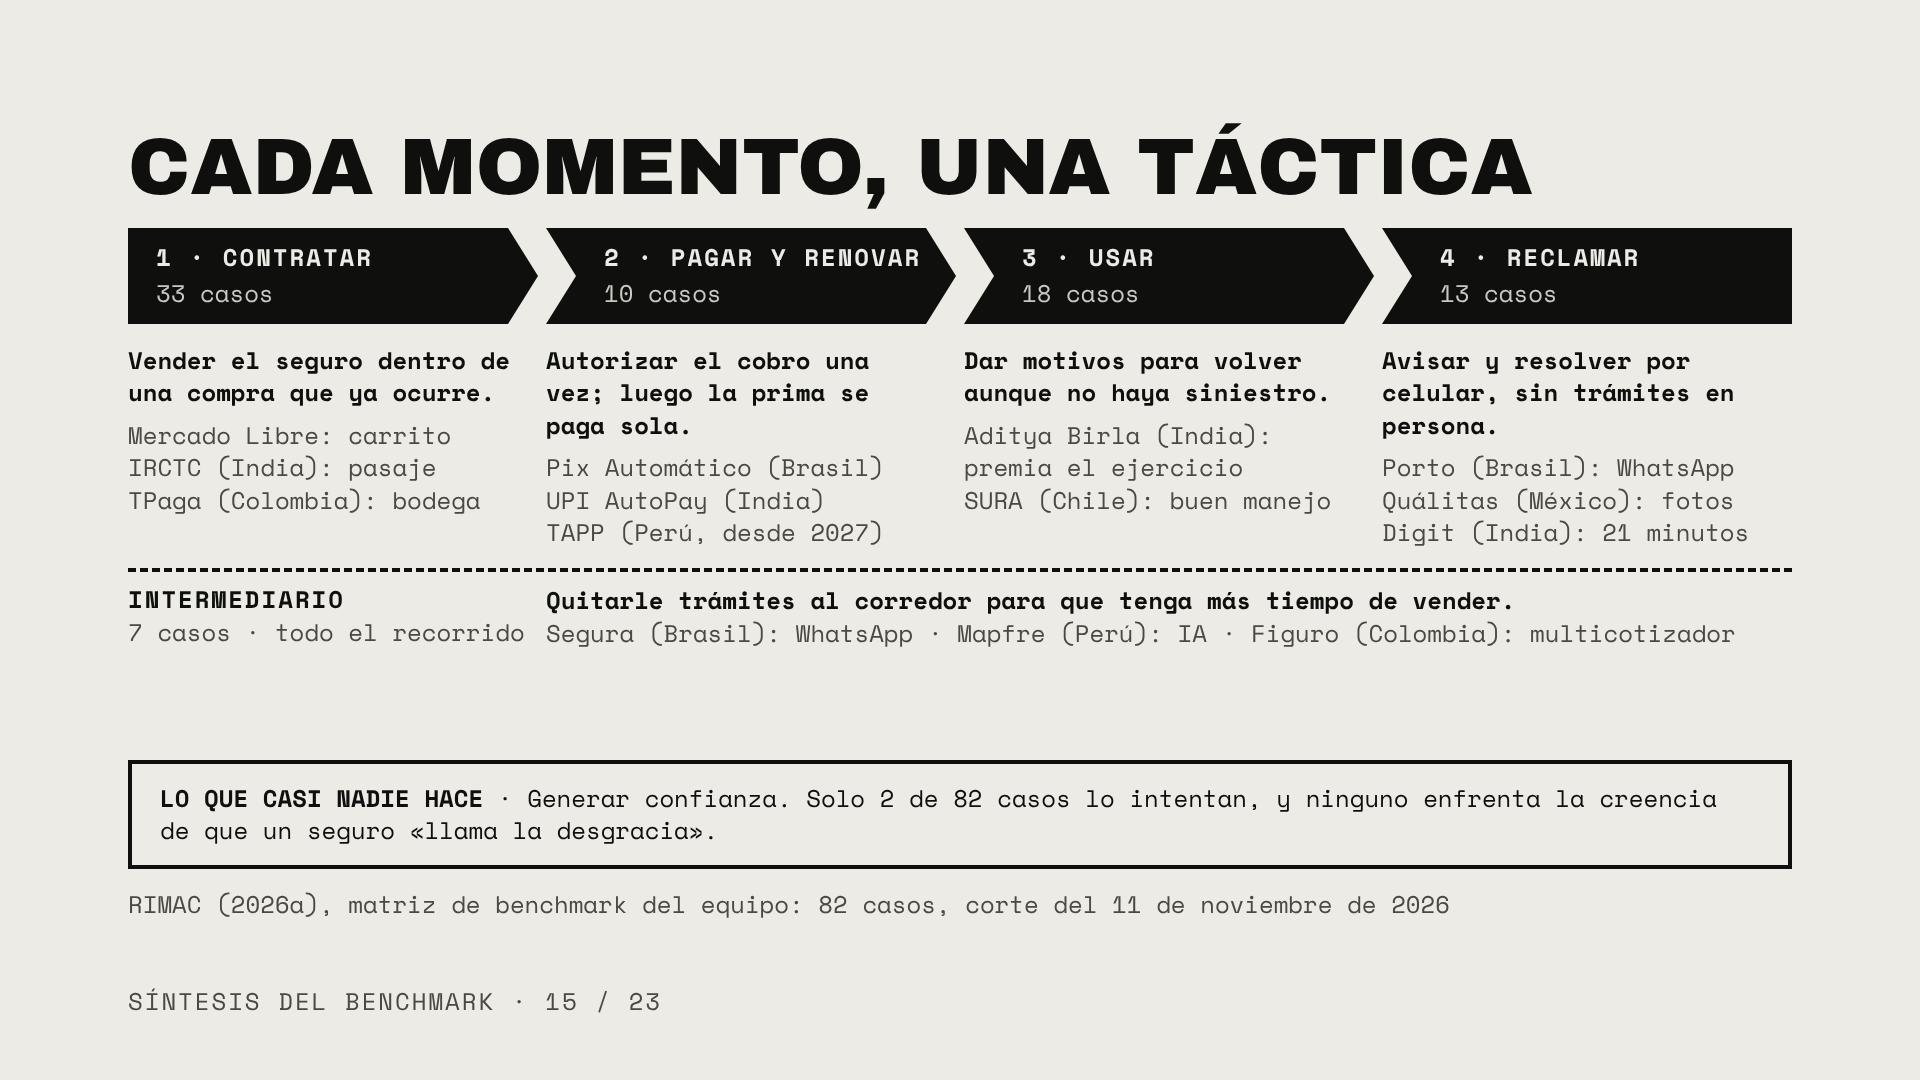 CADA MOMENTO, UNA TÁCTICA
1 · CONTRATAR
33 casos
2 · PAGAR Y RENOVAR
10 casos
3 · USAR
18 casos
4 · RECLAMAR
13 casos
Vender el seguro dentro de
una compra que ya ocurre.
Mercado Libre: carrito
IRCTC (India): pasaje
TPaga (Colombia): bodega
Autorizar el cobro una
vez; luego la prima se
paga sola.
Pix Automático (Brasil)
UPI AutoPay (India)
TAPP (Perú, desde 2027)
Dar motivos para volver
aunque no haya siniestro.
Aditya Birla (India):
premia el ejercicio
SURA (Chile): buen manejo
Avisar y resolver por
celular, sin trámites en
persona.
Porto (Brasil): WhatsApp
Quálitas (México): fotos
Digit (India): 21 minutos
INTERMEDIARIO
7 casos · todo el recorrido
Quitarle trámites al corredor para que tenga más tiempo de vender.
Segura (Brasil): WhatsApp · Mapfre (Perú): IA · Figuro (Colombia): multicotizador
LO QUE CASI NADIE HACE · Generar confianza. Solo 2 de 82 casos lo intentan, y ninguno enfrenta la creencia
de que un seguro «llama la desgracia».
RIMAC (2026a), matriz de benchmark del equipo: 82 casos, corte del 11 de noviembre de 2026
SÍNTESIS DEL BENCHMARK · 15 / 23